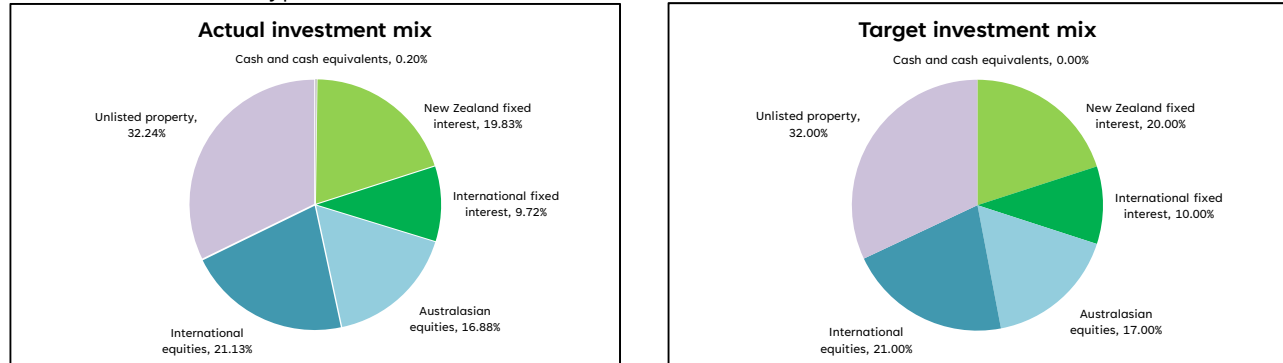 Actual investment mix
Cash and cash equivalents, 0.20%
New Zealand fixed
interest, 19.83%
International fixed
interest, 9.72%
Australasian
equities, 16.88%
International
equities, 21.13%
Unlisted property,
32.24%
Target investment mix
Cash and cash equivalents, 0.00%
New Zealand fixed
interest, 20.00%
International fixed
interest, 10.00%
Australasian
equities, 17.00%
International
equities, 21.00%
Unlisted property,
32.00%